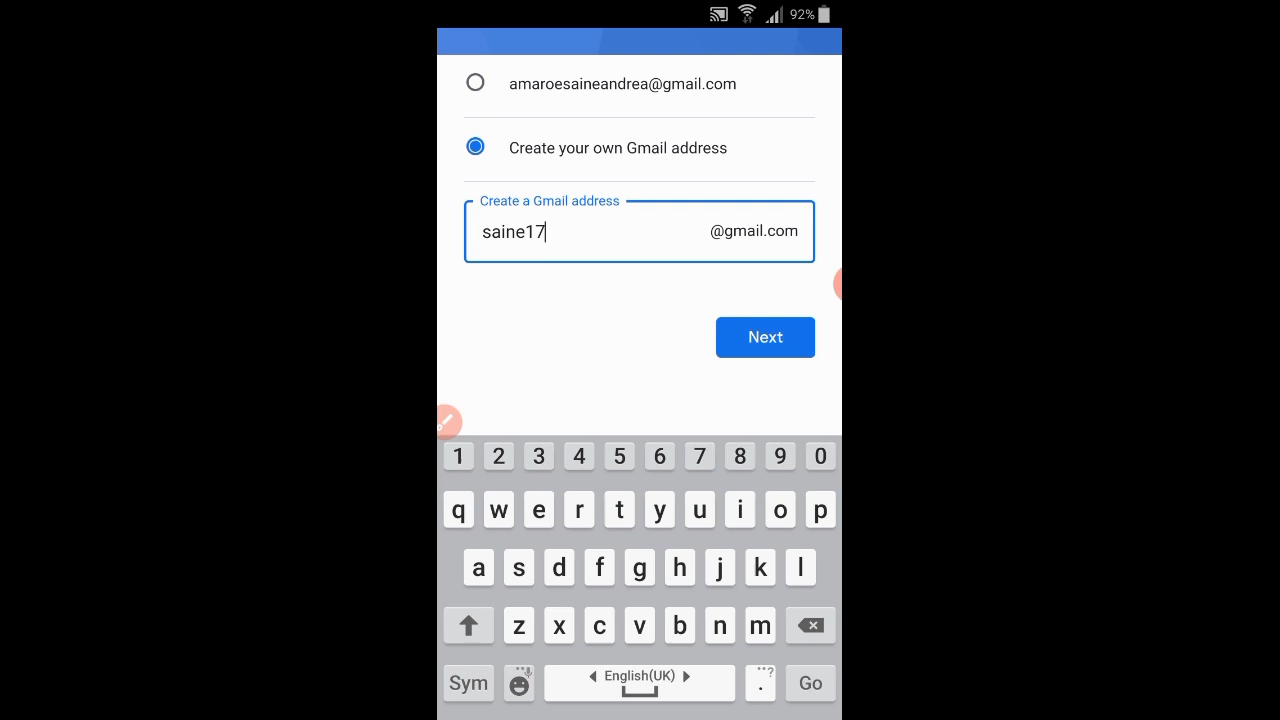 92%
amaroesaineandrea@gmail.com
Create your own Gmail address
Create a Gmail address
saine17 @gmail.com
Next
1 2 3 4 5 6 7 8 9 0
q w e r t y u i o p
a s d f g h j k l
z x c v b n m
Sym English(UK) . ? Go